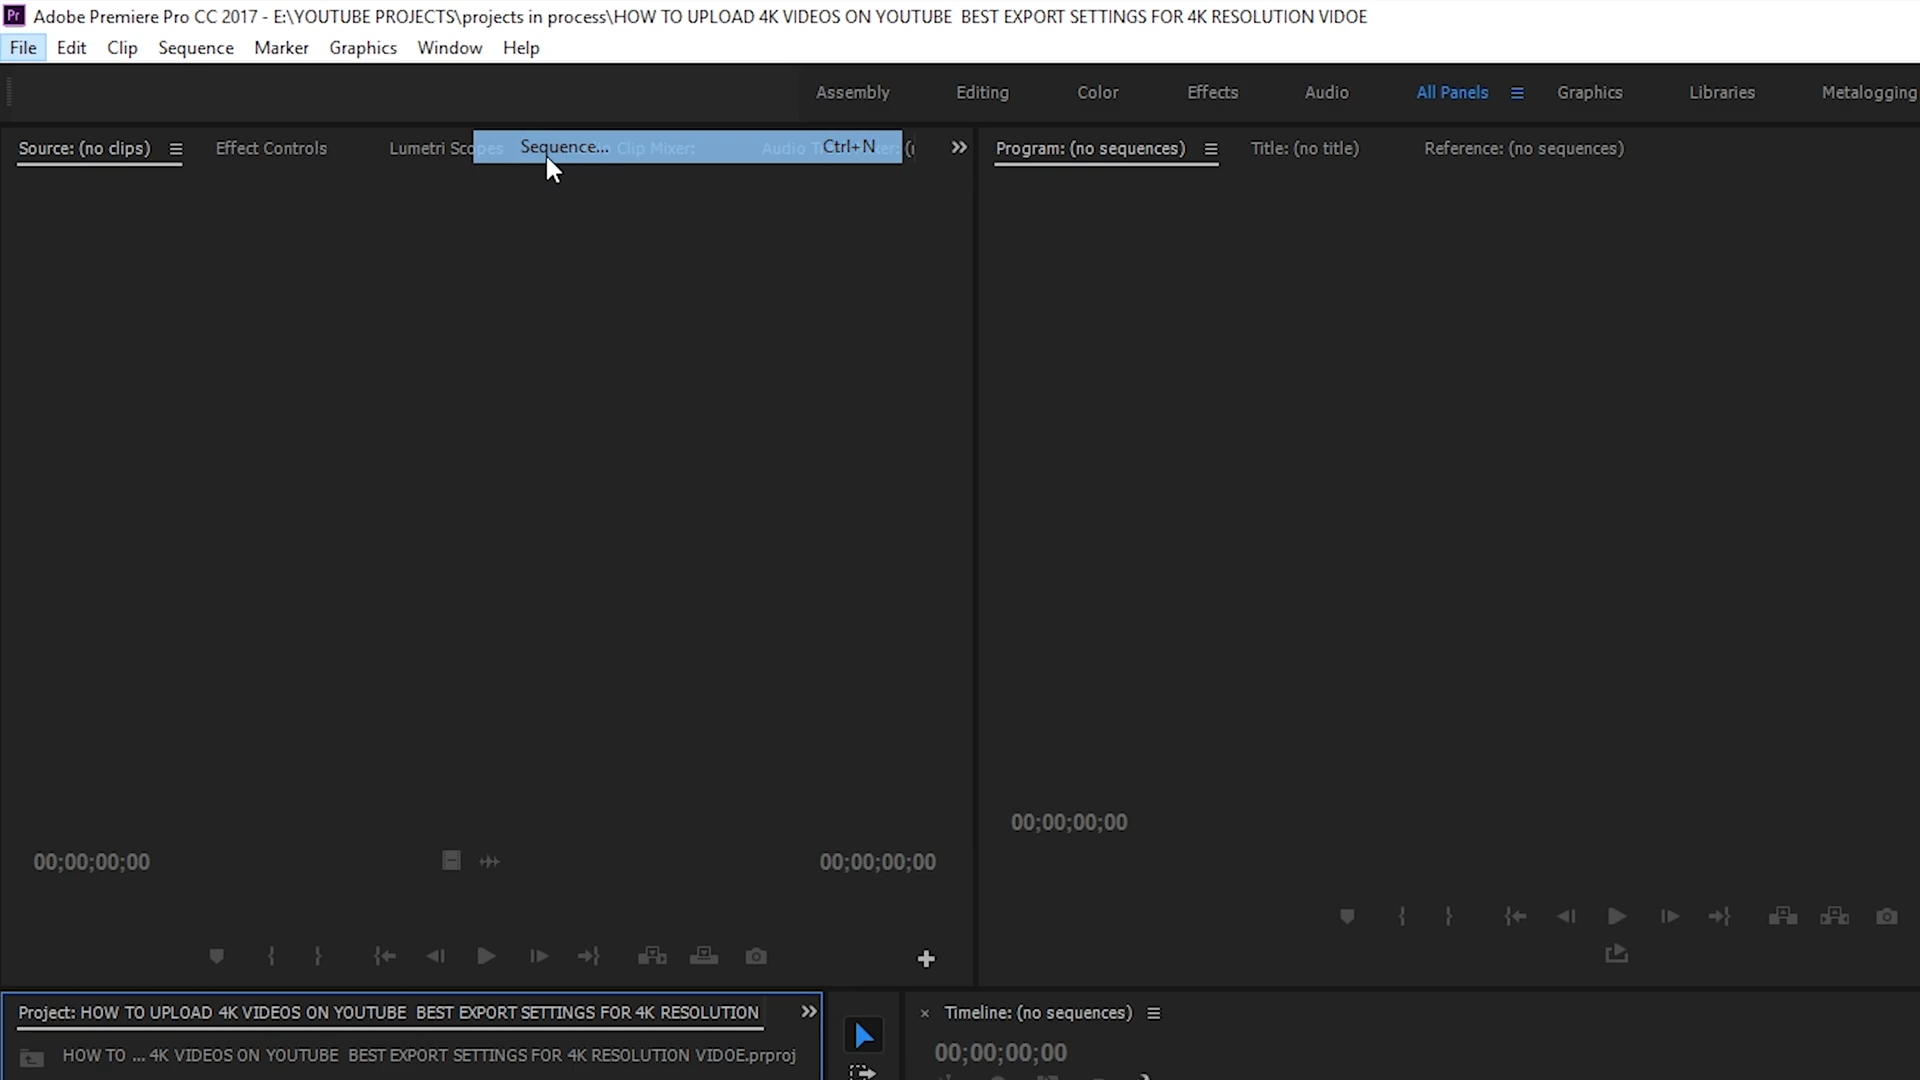 Pr Adobe Premiere Pro CC 2017 - E:\YOUTUBE PROJECTS\projects in process\HOW TO UPLOAD 4K VIDEOS ON YOUTUBE  BEST EXPORT SETTINGS FOR 4K RESOLUTION VIDOE
File Edit Clip Sequence Marker Graphics Window Help
Assembly Editing Color Effects Audio All Panels Graphics Libraries Metalogging
Source: (no clips) Effect Controls Lumetri Scopes Sequence... Clip Mixer: Audio Ctrl+N Program: (no sequences) Title: (no title) Reference: (no sequences)
00;00;00;00
00;00;00;00 00;00;00;00
Project: HOW TO UPLOAD 4K VIDEOS ON YOUTUBE  BEST EXPORT SETTINGS FOR 4K RESOLUTION Timeline: (no sequences)
HOW TO ... 4K VIDEOS ON YOUTUBE  BEST EXPORT SETTINGS FOR 4K RESOLUTION VIDOE.prproj 00;00;00;00